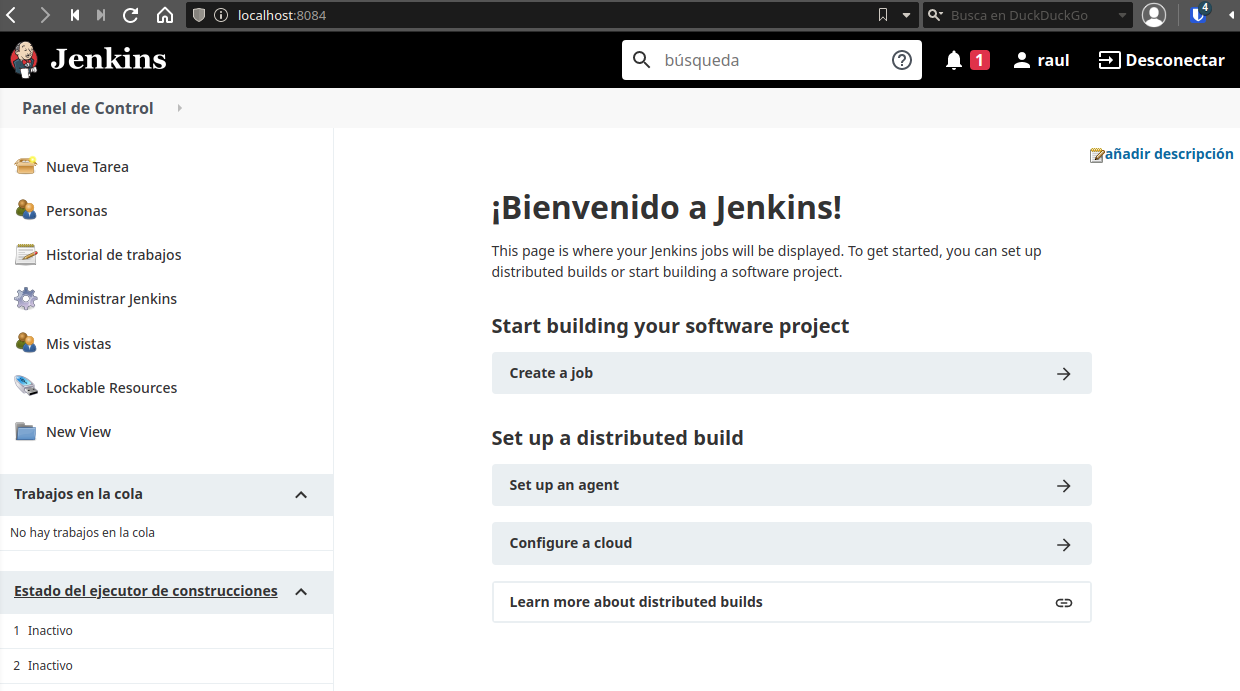 localhost:8084
Busca en DuckDuckGo
4
Jenkins
búsqueda
1
raul
Desconectar
Panel de Control
Nueva Tarea
Personas
Historial de trabajos
Administrar Jenkins
Mis vistas
Lockable Resources
New View
Trabajos en la cola
No hay trabajos en la cola
Estado del ejecutor de construcciones
1 Inactivo
2 Inactivo
añadir descripción
¡Bienvenido a Jenkins!
This page is where your Jenkins jobs will be displayed. To get started, you can set up
distributed builds or start building a software project.
Start building your software project
Create a job
Set up a distributed build
Set up an agent
Configure a cloud
Learn more about distributed builds